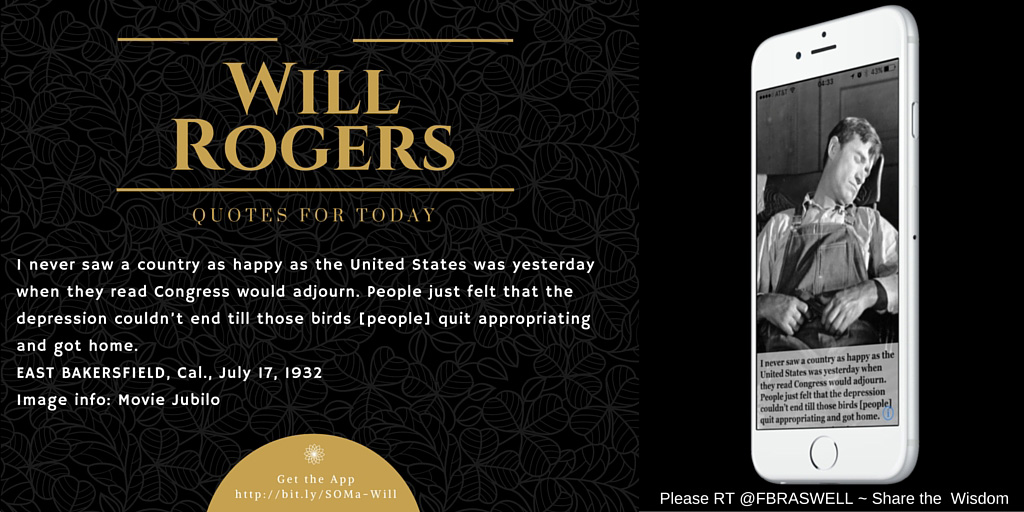 WILL
ROGERS
QUOTES FOR TODAY
I never saw a country as happy as the United States was yesterday
when they read Congress would adjourn. People just felt that the
depression couldn't end till those birds [people] quit appropriating
and got home.
EAST BAKERSFIELD, Cal., July 17, 1932
Image info: Movie Jubilo
Get the App
http://bit.ly/SOMa-Will
AT&T 04:33 43%
I never saw a country as happy as the
United States was yesterday when
they read Congress would adjourn.
People just felt that the depression
couldn't end till those birds [people]
quit appropriating and got home.
Please RT @FBRASWELL ~ Share the Wisdom